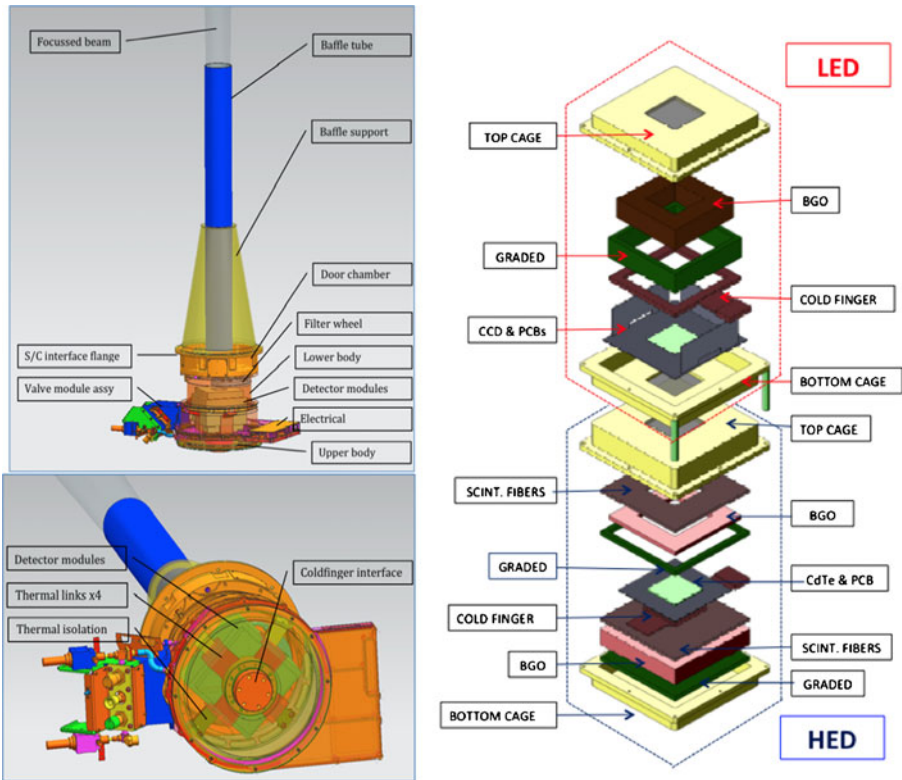 Focussed beam
Baffle tube
Baffle support
Door chamber
Filter wheel
S/C interface flange
Lower body
Valve module assy
Detector modules
Electrical
Upper body
Detector modules
Coldfinger interface
Thermal links x4
Thermal isolation
LED
TOP CAGE
BGO
GRADED
COLD FINGER
CCD & PCBs
BOTTOM CAGE
TOP CAGE
SCINT. FIBERS
BGO
GRADED
CdTe & PCB
COLD FINGER
SCINT. FIBERS
BGO
GRADED
BOTTOM CAGE
HED